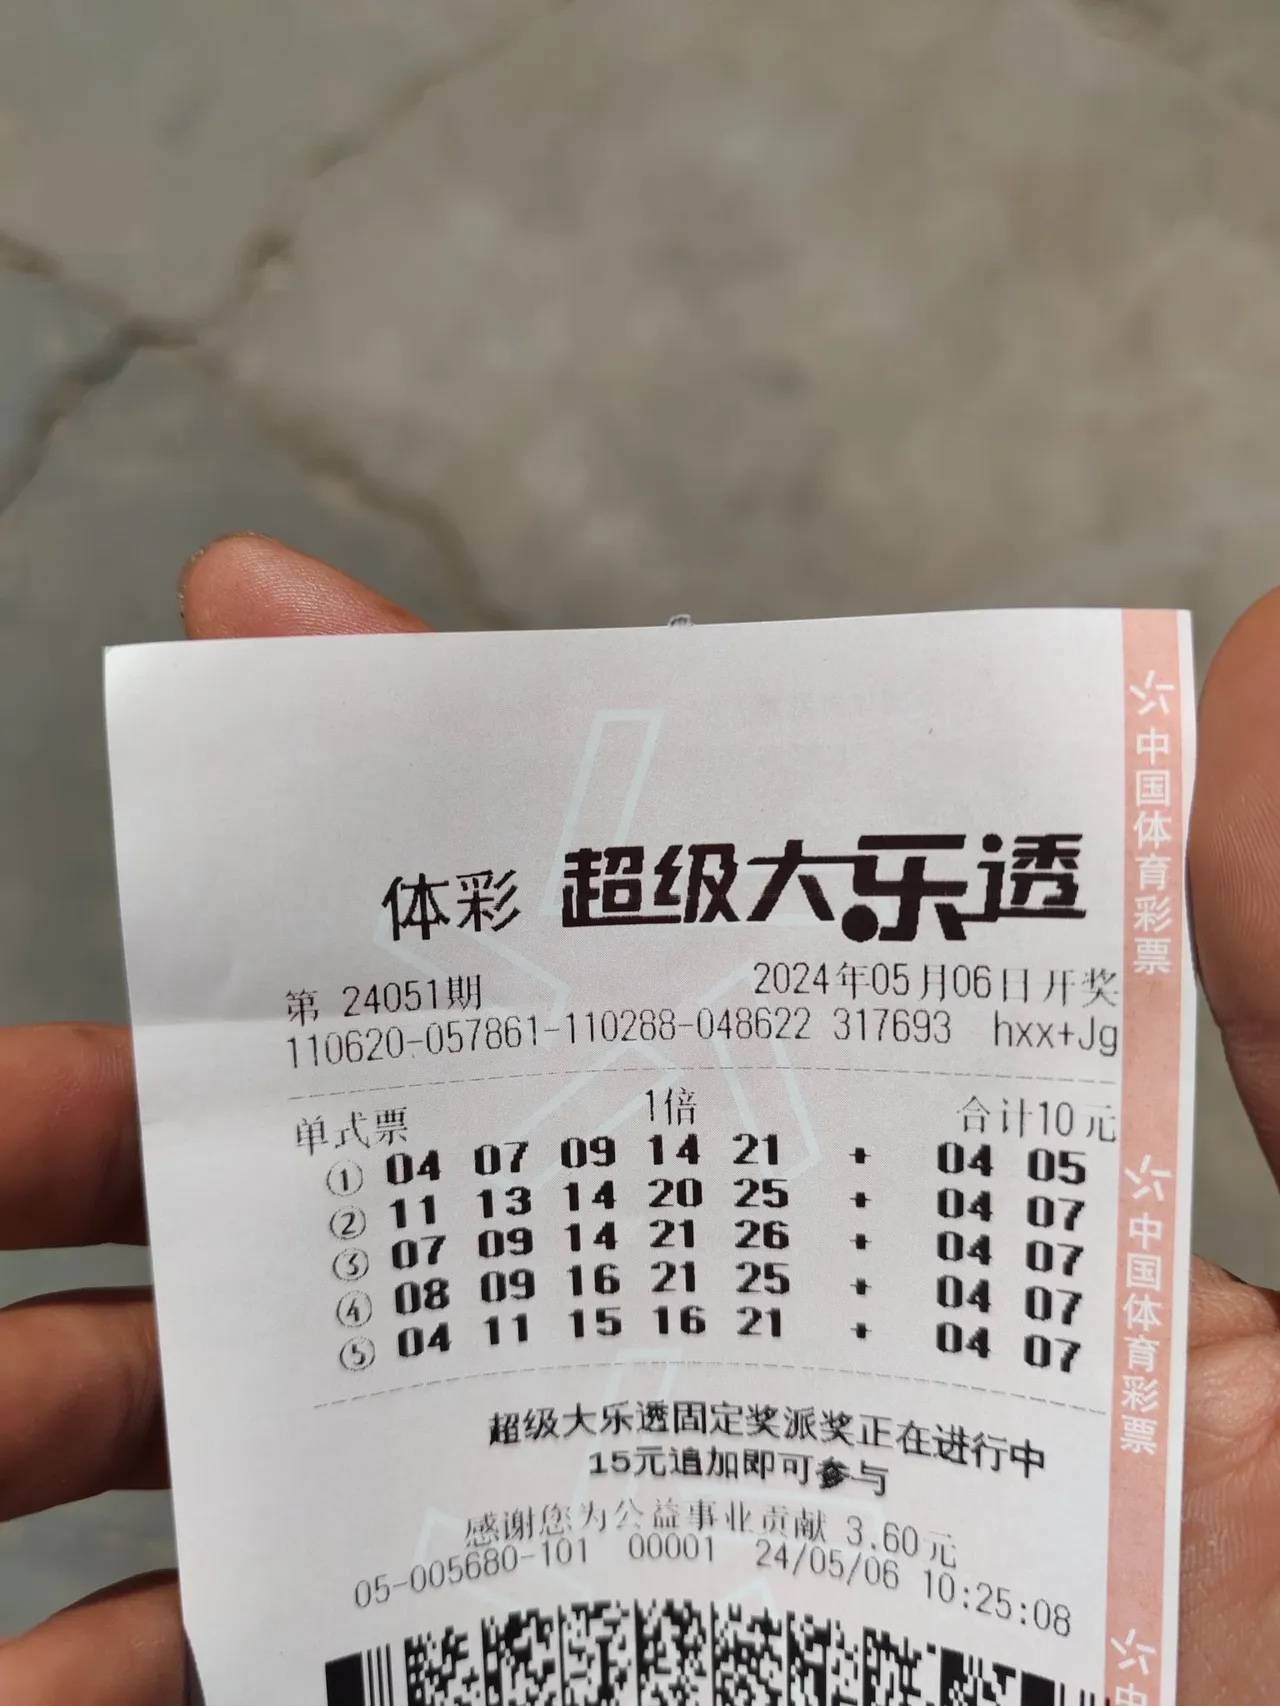 体彩 超级大乐透
第 24051期 2024年05月06日开奖
110620-057861-110288-048622 317693 hxx+Jg
单式票 1倍 合计10元
① 04 07 09 14 21 + 04 05
② 11 13 14 20 25 + 04 07
③ 07 09 14 21 26 + 04 07
④ 08 09 16 21 25 + 04 07
⑤ 04 11 15 16 21 + 04 07
超级大乐透固定奖派奖正在进行中
15元追加即可参与
感谢您为公益事业贡献 3.60元
05-005680-101 00001 24/05/06 10:25:08
中国体育彩票
中国体育彩票
中